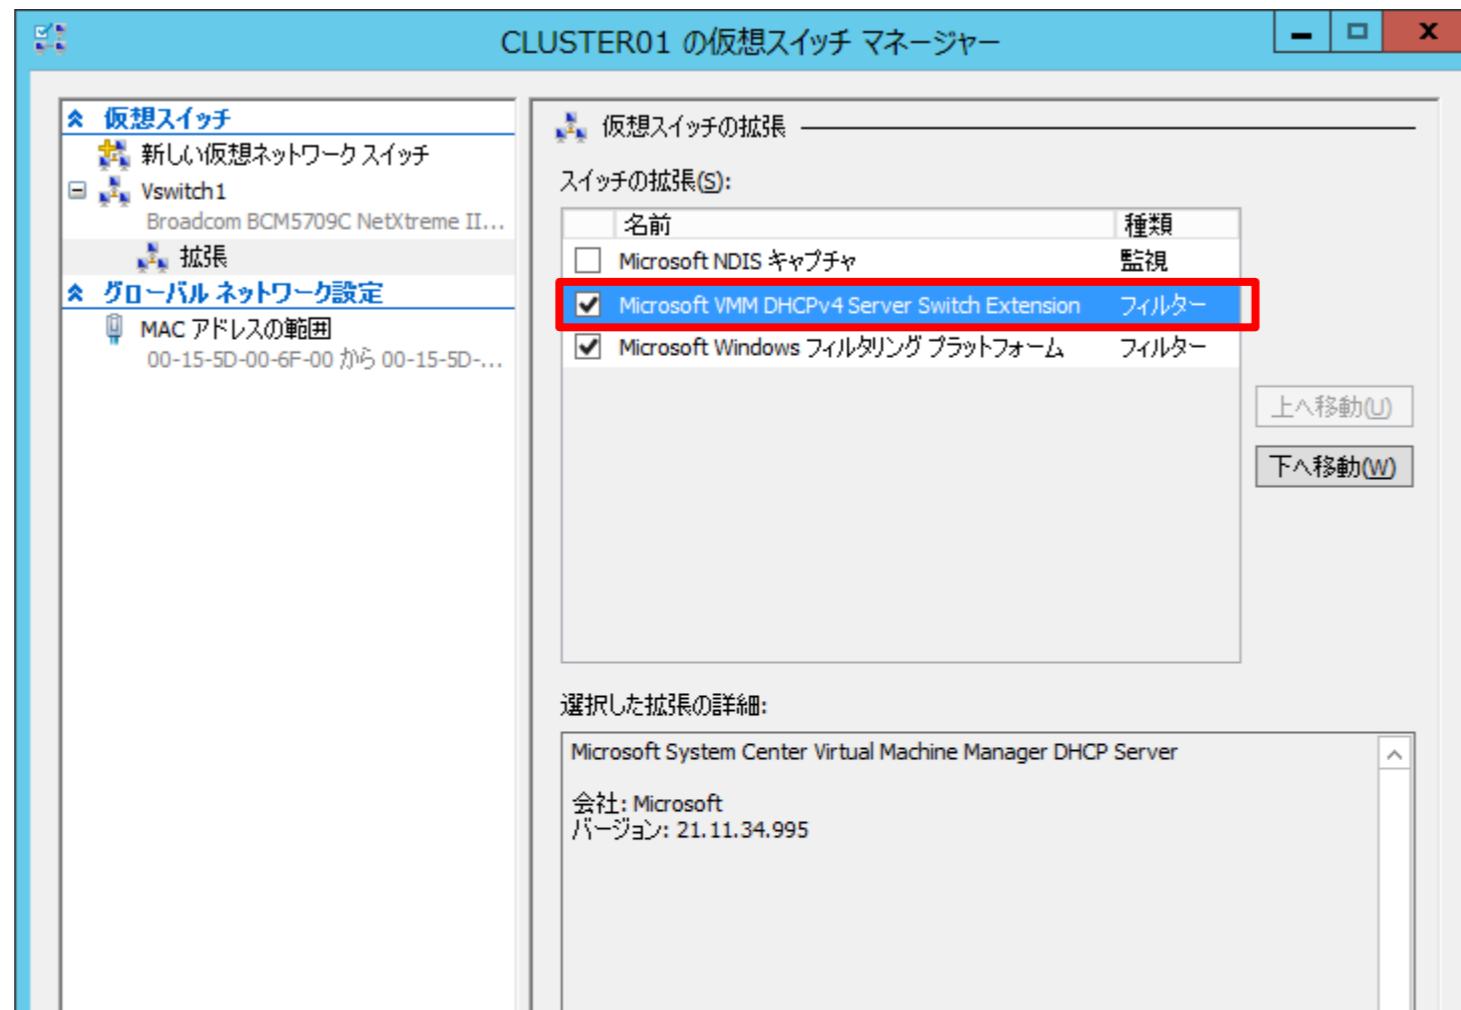 CLUSTER01 の仮想スイッチ マネージャー
仮想スイッチ
新しい仮想ネットワーク スイッチ
Vswitch1
Broadcom BCM5709C NetXtreme II...
拡張
グローバル ネットワーク設定
MAC アドレスの範囲
00-15-5D-00-6F-00 から 00-15-5D-...
仮想スイッチの拡張
スイッチの拡張(S):
名前 種類
Microsoft NDIS キャプチャ 監視
Microsoft VMM DHCPv4 Server Switch Extension フィルター
Microsoft Windows フィルタリング プラットフォーム フィルター
上へ移動(U)
下へ移動(W)
選択した拡張の詳細:
Microsoft System Center Virtual Machine Manager DHCP Server
会社: Microsoft
バージョン: 21.11.34.995